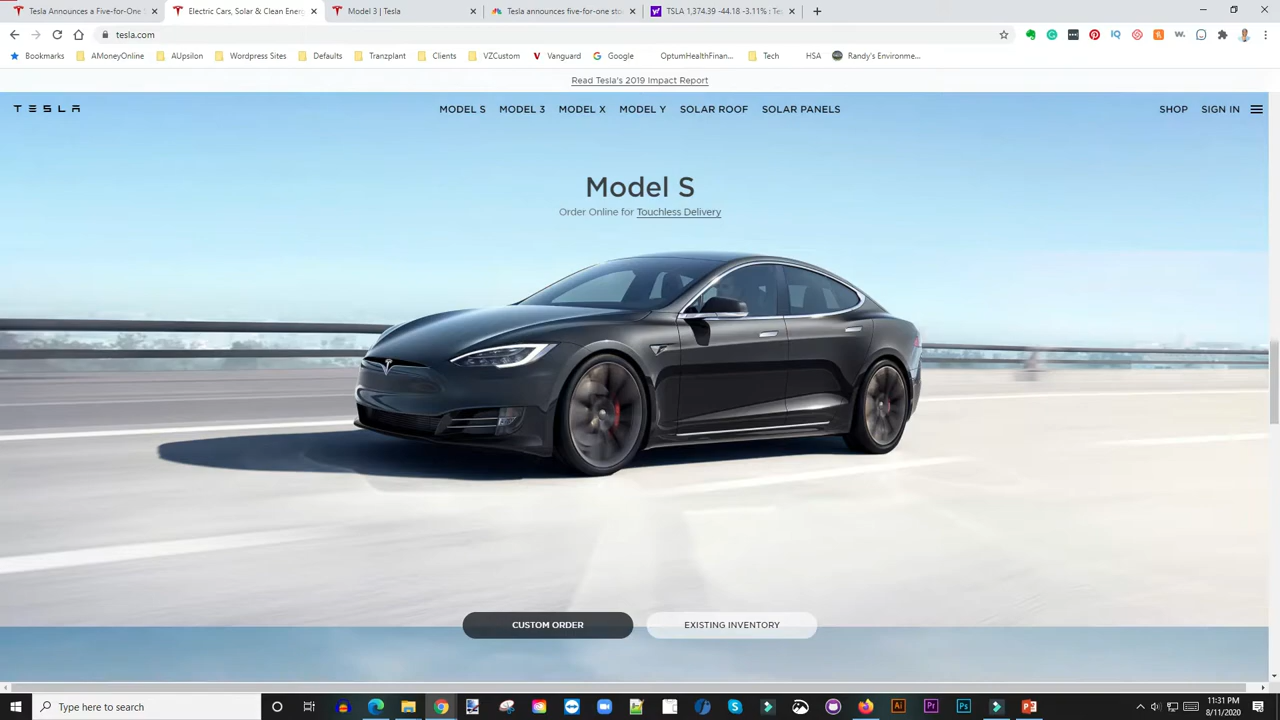 Tesla Announces a Five-for-One S
Electric Cars, Solar & Clean Energ
Model 3 | Tesla
Tesla announces five-for-one sto
TSLA 1,374.39 -44.18 -3.11% : Te
tesla.com
Bookmarks
AMoneyOnline
AUpsilon
Wordpress Sites
Defaults
Tranzplant
Clients
VZCustom
Vanguard
Google
OptumHealthFinan...
Tech
HSA
Randy's Environme...
Read Tesla's 2019 Impact Report
TESLA
MODEL S
MODEL 3
MODEL X
MODEL Y
SOLAR ROOF
SOLAR PANELS
SHOP
SIGN IN
Model S
Order Online for Touchless Delivery
CUSTOM ORDER
EXISTING INVENTORY
Type here to search
11:31 PM
8/11/2020